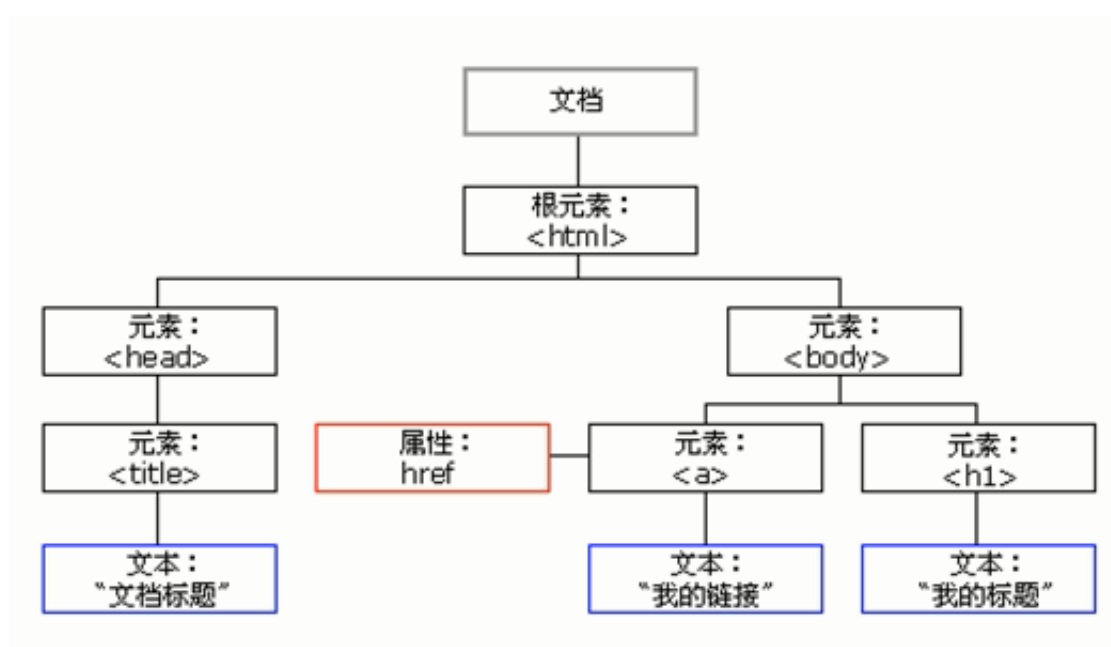 文档
根元素：
<html>
元素：
<head>
元素：
<body>
元素：
<title>
属性：
href
元素：
<a>
元素：
<h1>
文本：
“文档标题”
文本：
“我的链接”
文本：
“我的标题”